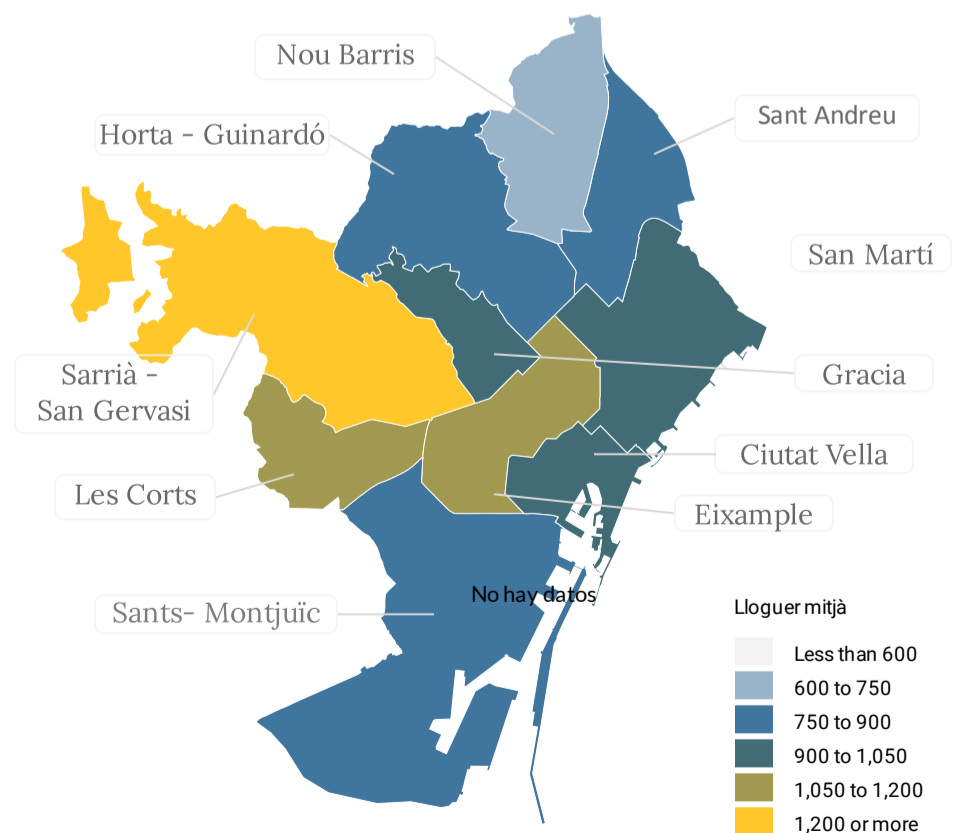 Nou Barris
Sant Andreu
Horta - Guinardó
San Martí
Sarrià -
San Gervasi
Gracia
Ciutat Vella
Les Corts
Eixample
No hay datos
Sants- Montjuïc
Lloguer mitjà
Less than 600
600 to 750
750 to 900
900 to 1,050
1,050 to 1,200
1,200 or more